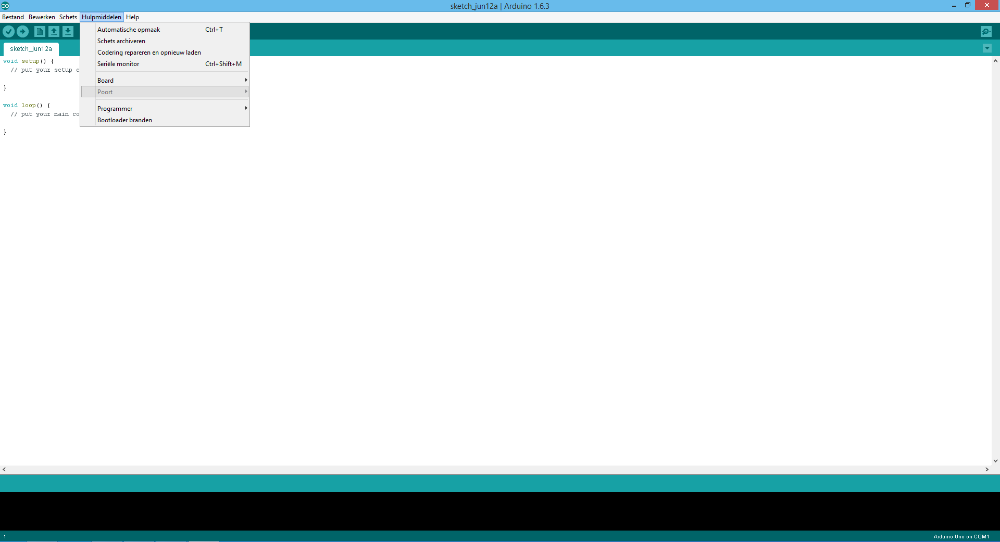 sketch_jun12a | Arduino 1.6.3
Bestand Bewerken Schets Hulpmiddelen Help
Automatische opmaak Ctrl+T
Schets archiveren
Codering repareren en opnieuw laden
Seriële monitor Ctrl+Shift+M
Board
Poort
Programmer
Bootloader branden
sketch_jun12a
void setup() {
// put your setup c
}
void loop() {
// put your main co
}
1
Arduino Uno on COM1